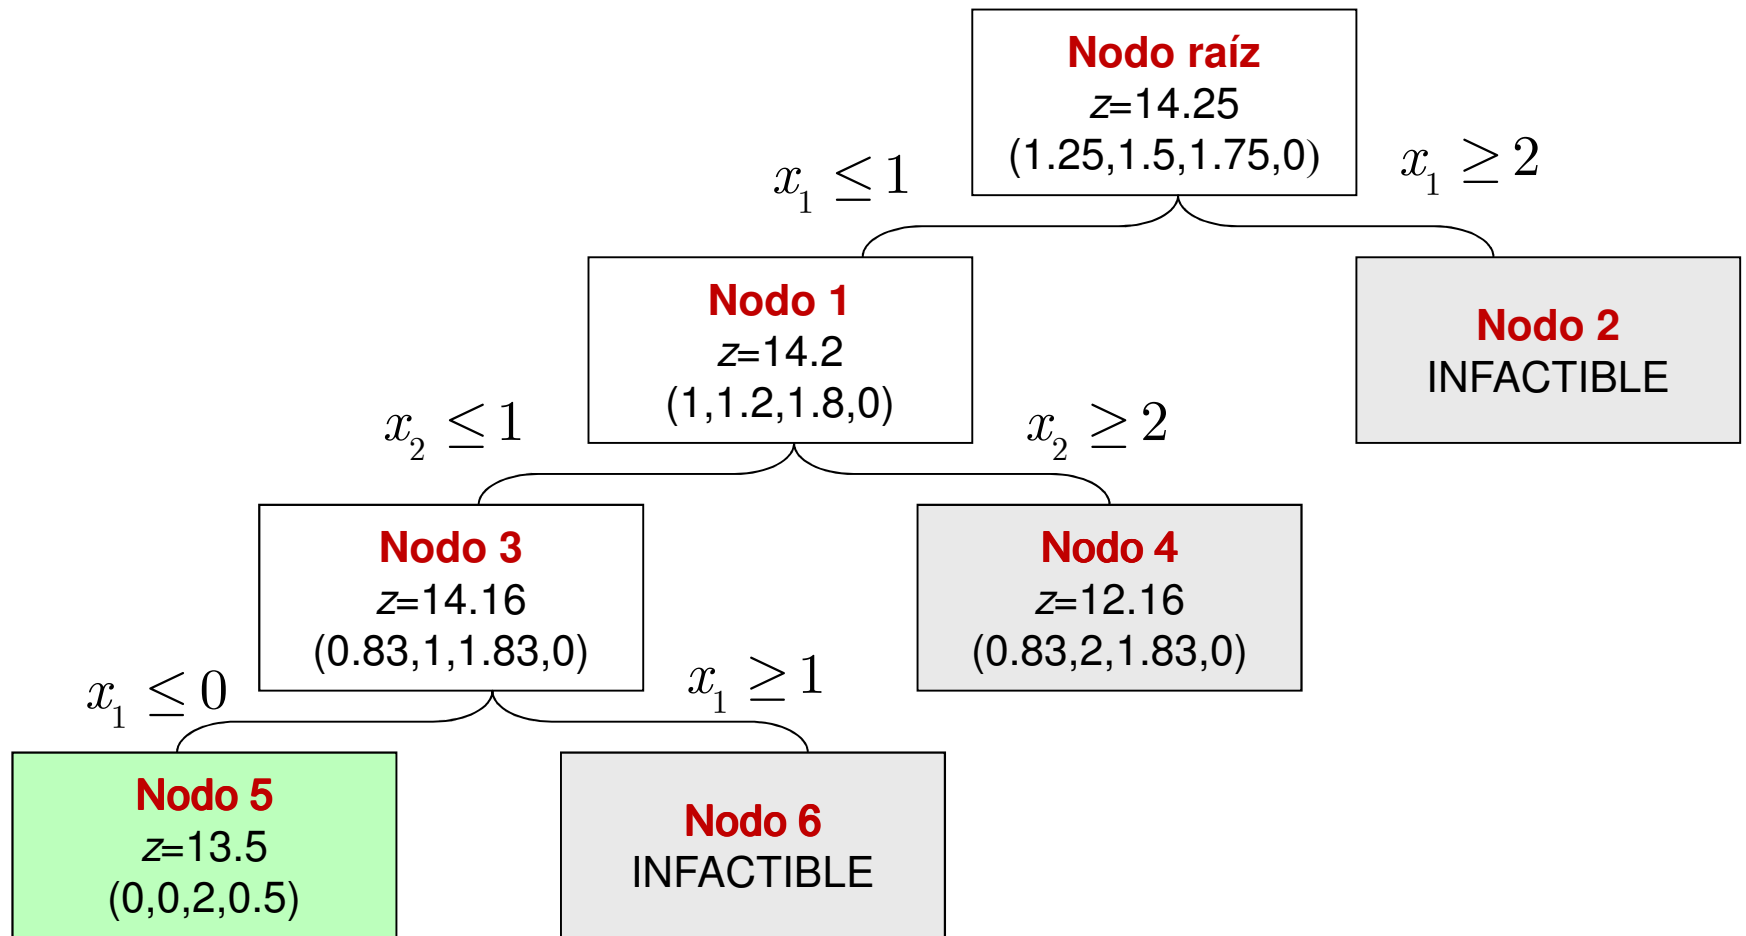 Nodo raíz
z=14.25
(1.25,1.5,1.75,0)
x₁ ≤ 1
x₁ ≥ 2
Nodo 1
z=14.2
(1,1.2,1.8,0)
Nodo 2
INFACTIBLE
x₂ ≤ 1
x₂ ≥ 2
Nodo 3
z=14.16
(0.83,1,1.83,0)
Nodo 4
z=12.16
(0.83,2,1.83,0)
x₁ ≤ 0
x₁ ≥ 1
Nodo 5
z=13.5
(0,0,2,0.5)
Nodo 6
INFACTIBLE